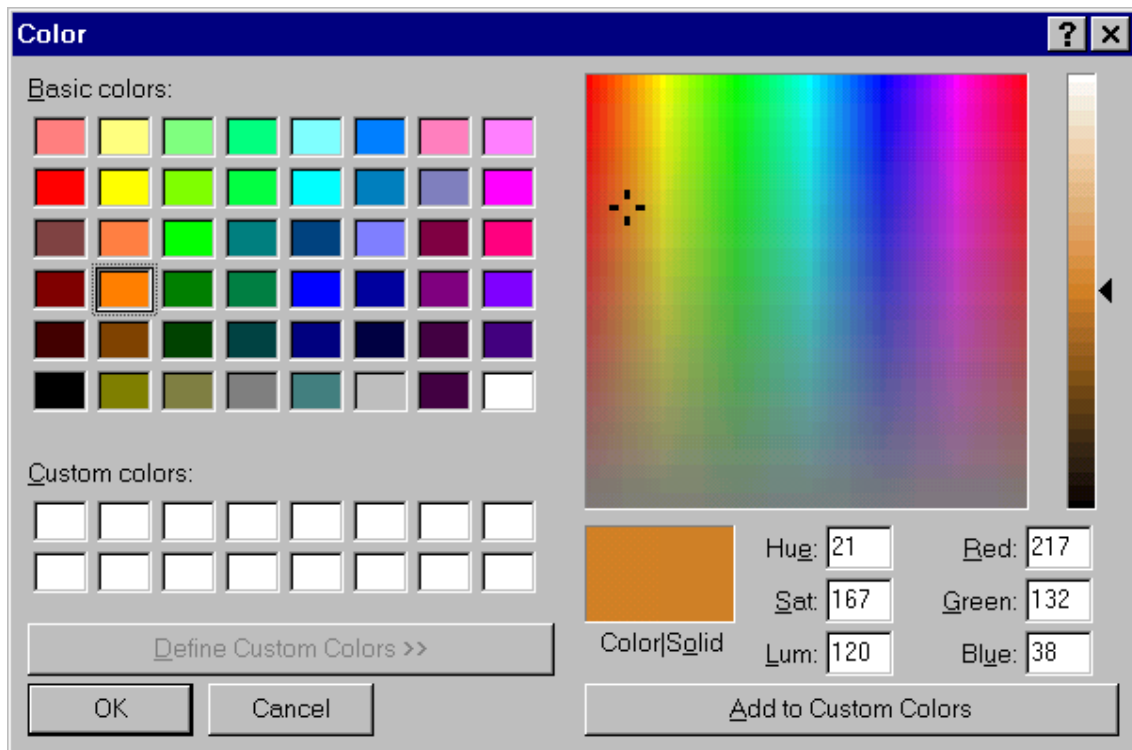 Color
Basic colors:
Custom colors:
Define Custom Colors >>
OK Cancel
Color|Solid
Hue: 21 Red: 217
Sat: 167 Green: 132
Lum: 120 Blue: 38
Add to Custom Colors